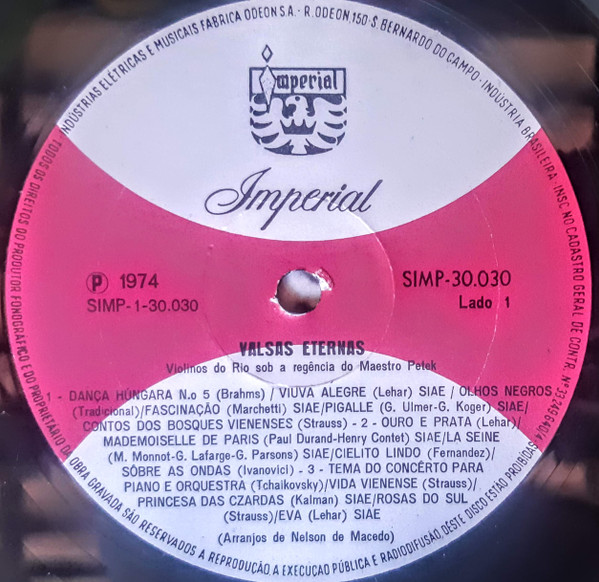 INDÚSTRIAS ELÉTRICAS E MUSICAIS FABRICA ODEON S.A. - R. ODEON, 150 - S BERNARDO DO CAMPO - INDÚSTRIA BRASILEIRA - INSC NO CADASTRO GERAL DE CONTR. Nº
Imperial
Imperial
Ⓟ 1974
SIMP-1-30.030
SIMP-30.030
Lado 1
VALSAS ETERNAS
Violinos do Rio sob a regência do Maestro Petek
1 - DANÇA HÚNGARA N.o 5 (Brahms) / VIUVA ALEGRE (Lehar) SIAE / OLHOS NEGROS
(Tradicional)/FASCINAÇÃO (Marchetti) SIAE/PIGALLE (G. Ulmer-G. Koger) SIAE/
CONTOS DOS BOSQUES VIENENSES (Strauss) - 2 - OURO E PRATA (Lehar)/
MADEMOISELLE DE PARIS (Paul Durand-Henry Contet) SIAE/LA SEINE
(M. Monnot-G. Lafarge-G. Parsons) SIAE/CIELITO LINDO (Fernandez)/
SÔBRE AS ONDAS (Ivanovici) - 3 - TEMA DO CONCÊRTO PARA
PIANO E ORQUESTRA (Tchaikovsky)/VIDA VIENENSE (Strauss)/
PRINCESA DAS CZARDAS (Kalman) SIAE/ROSAS DO SUL
(Strauss)/EVA (Lehar) SIAE
(Arranjos de Nelson de Macedo)
TODOS OS DIREITOS DO PRODUTOR FONOGRÁFICO E DO PROPRIETÁRIO DA OBRA GRAVADA SÃO RESERVADOS A REPRODUÇÃO A EXECUÇÃO PÚBLICA E RADIODIFUSÃO, DESTE DISCO ESTÃO PROIBIDAS